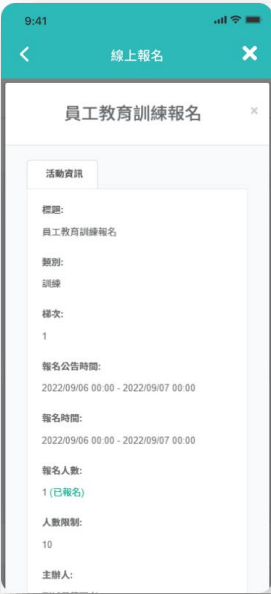 9:41
線上報名
員工教育訓練報名
活動資訊
標題:
員工教育訓練報名
類別:
訓練
梯次:
1
報名公告時間:
2022/09/06 00:00 - 2022/09/07 00:00
報名時間:
2022/09/06 00:00 - 2022/09/07 00:00
報名人數:
1 (已報名)
人數限制:
10
主辦人: